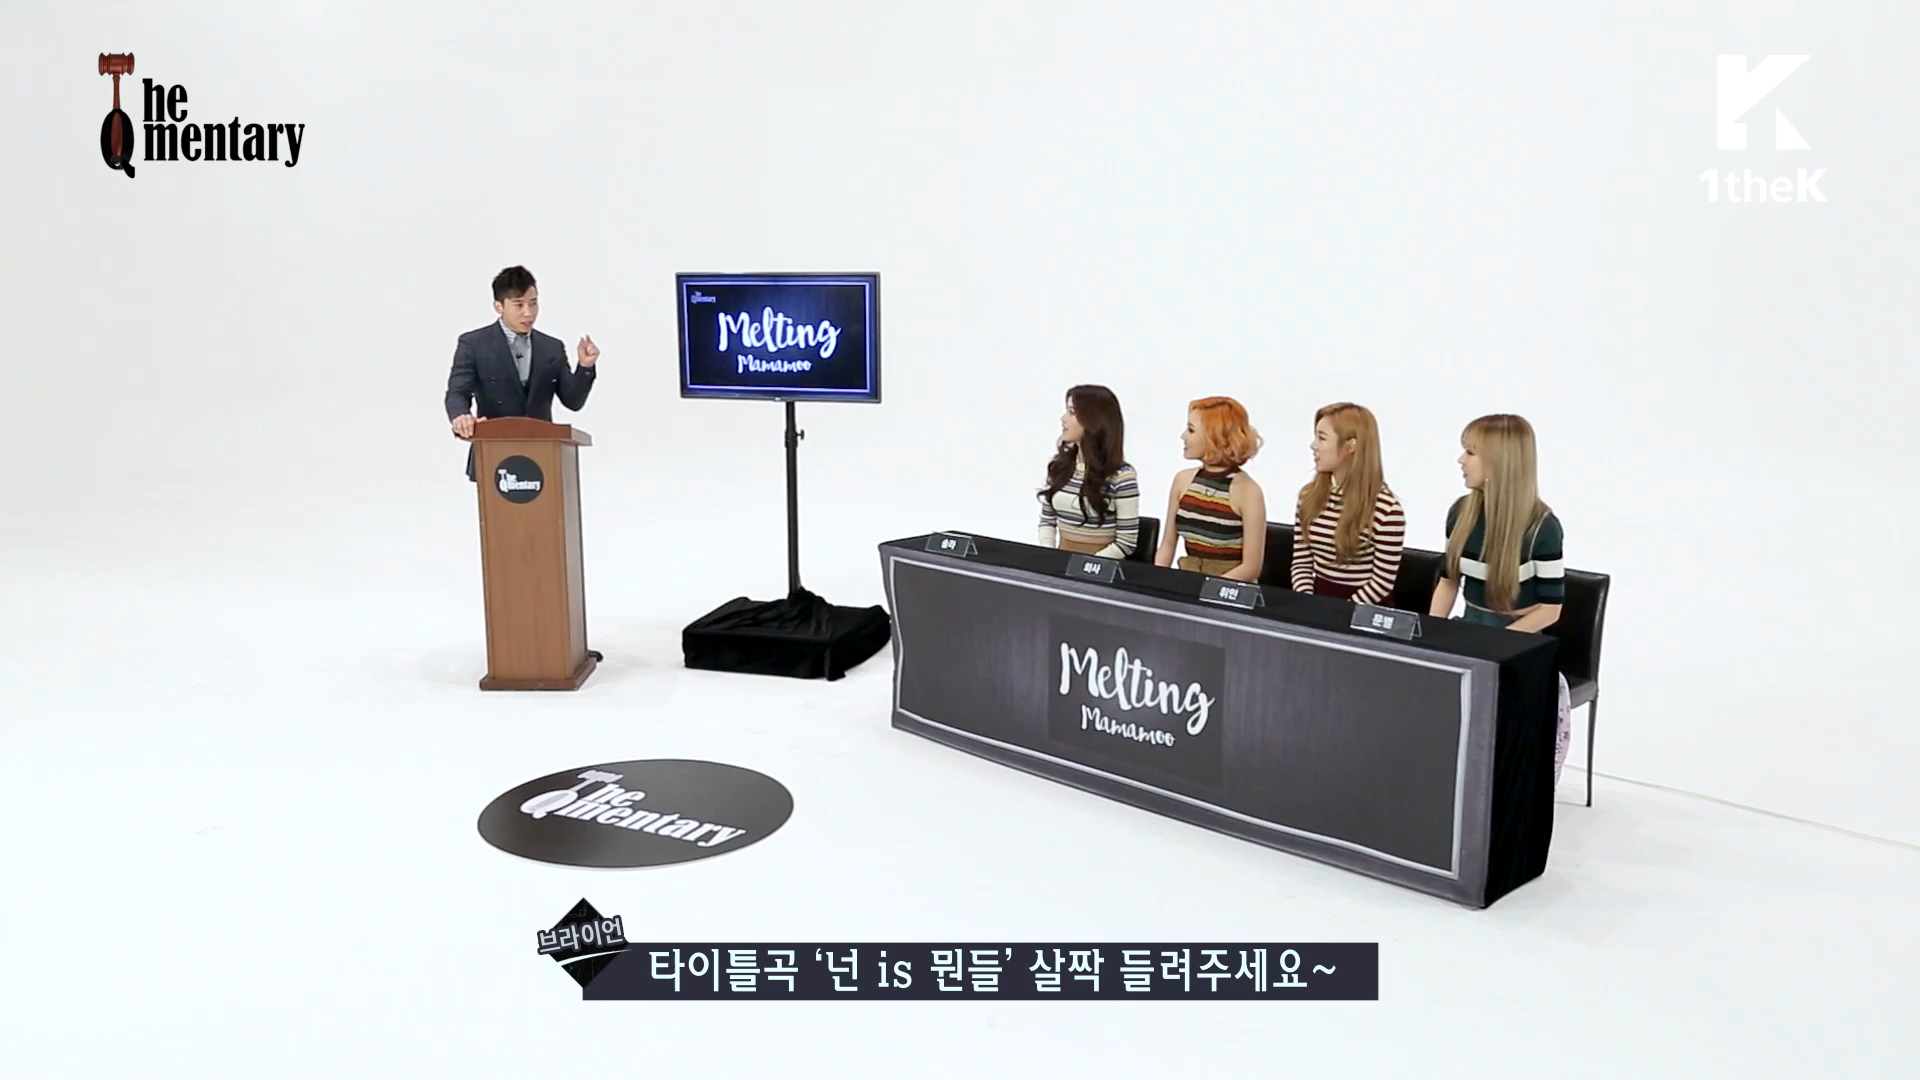 The
Qmentary
1theK
The
Qmentary
Melting
Mamamoo
The
Qmentary
솔라
화사
휘인
문별
Melting
Mamamoo
The
Qmentary
브라이언
타이틀곡 ‘넌 is 뭔들’ 살짝 들려주세요~